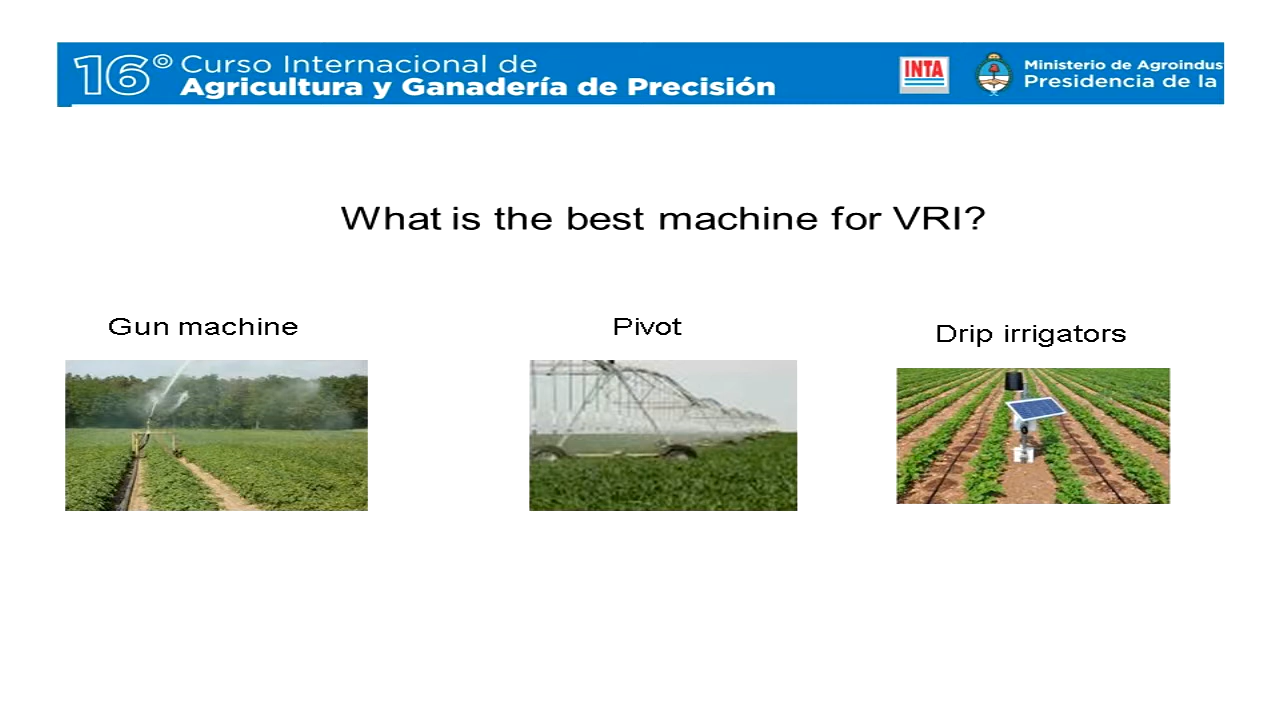 16° Curso Internacional de
Agricultura y Ganadería de Precisión
INTA
Ministerio de Agroindus
Presidencia de la
What is the best machine for VRI?
Gun machine
Pivot
Drip irrigators